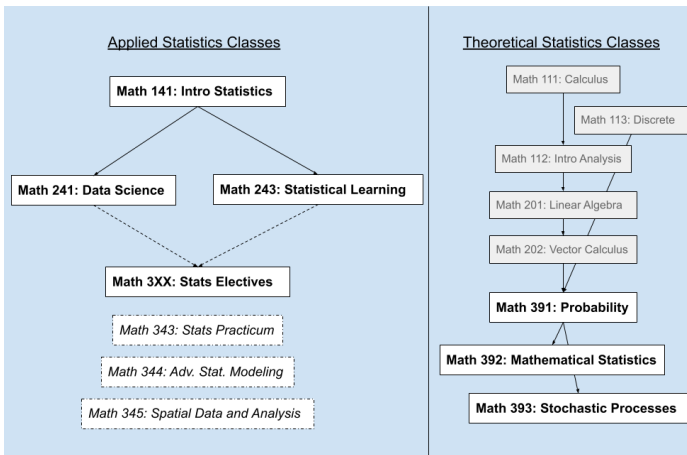 Applied Statistics Classes
Math 141: Intro Statistics
Math 241: Data Science
Math 243: Statistical Learning
Math 3XX: Stats Electives
Math 343: Stats Practicum
Math 344: Adv. Stat. Modeling
Math 345: Spatial Data and Analysis
Theoretical Statistics Classes
Math 111: Calculus
Math 113: Discrete
Math 112: Intro Analysis
Math 201: Linear Algebra
Math 202: Vector Calculus
Math 391: Probability
Math 392: Mathematical Statistics
Math 393: Stochastic Processes